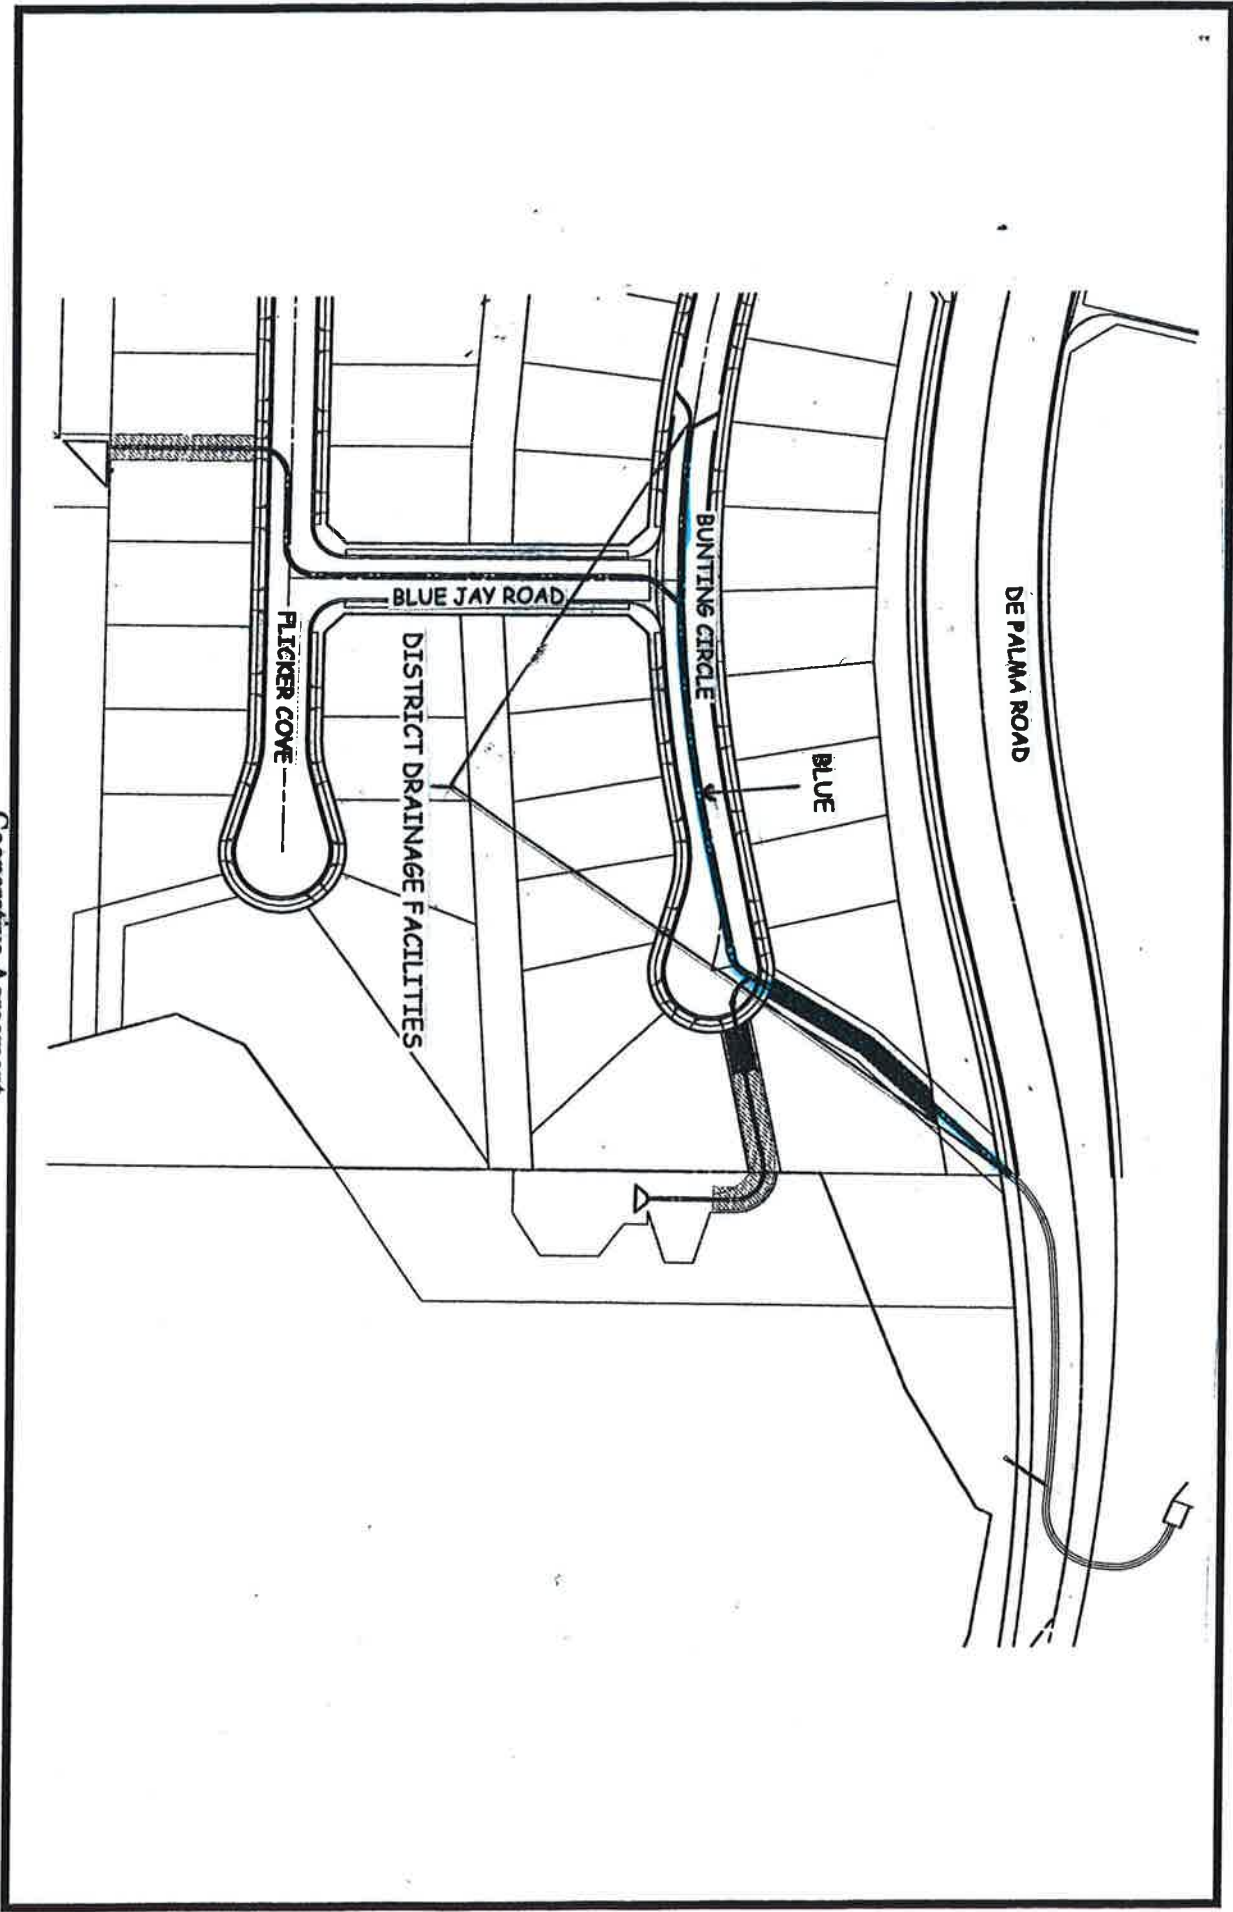 DE PALMA ROAD
BLUE
BUNTING CIRCLE
BLUE JAY ROAD
DISTRICT DRAINAGE FACILITIES
FLICKER COVE